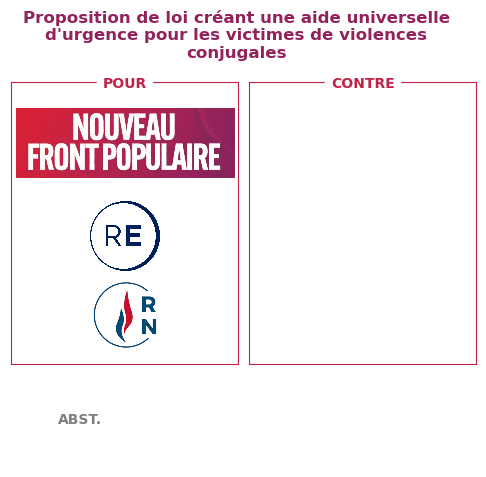 Proposition de loi créant une aide universelle
d'urgence pour les victimes de violences
conjugales
POUR
CONTRE
NOUVEAU
FRONT POPULAIRE
RE
R
N
ABST.